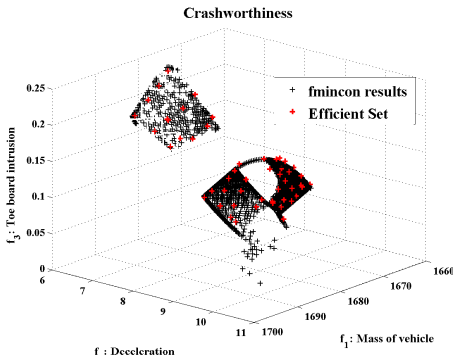 Crashworthiness
+ fmincon results
+ Efficient Set
f3: Toe board intrusion
0.25
0.2
0.15
0.1
0.05
0
6
7
8
9
10
11
1700
1690
1680
1670
1660
f : Deceleration
f1: Mass of vehicle